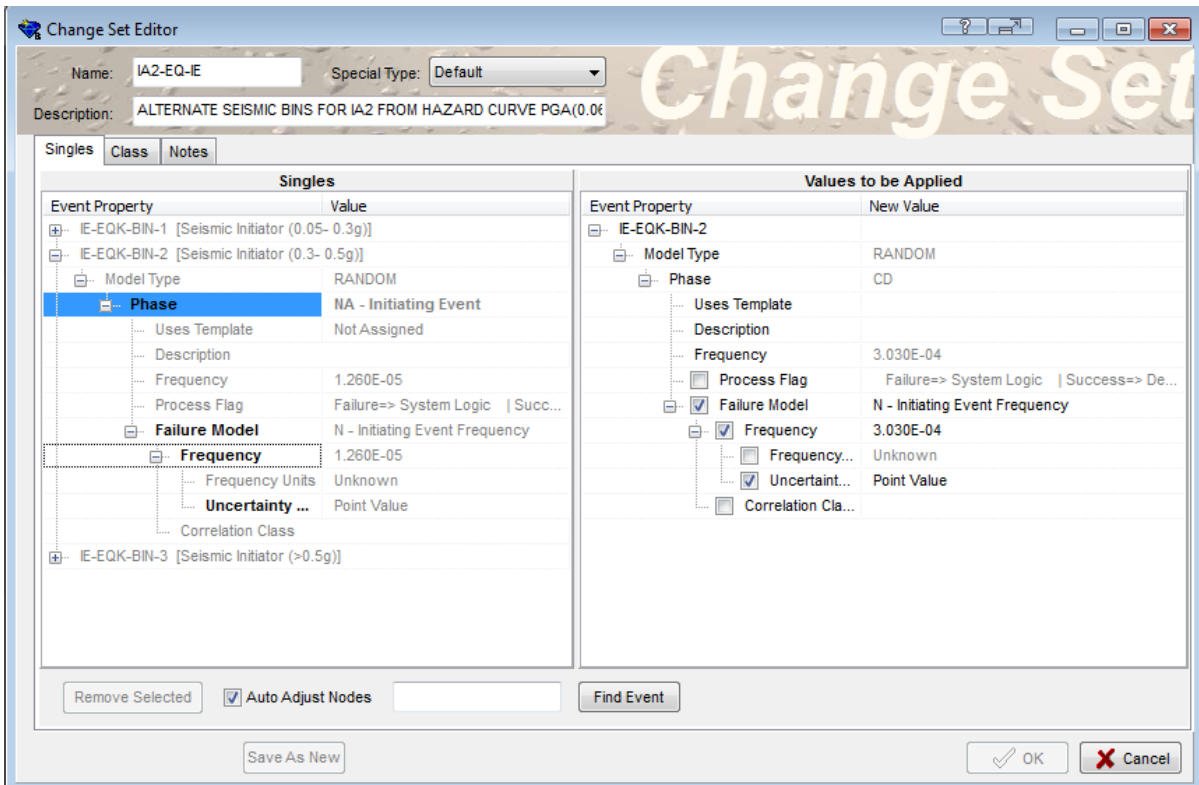 Change Set Editor
Change Set
Name: IA2-EQ-IE Special Type: Default
Description: ALTERNATE SEISMIC BINS FOR IA2 FROM HAZARD CURVE PGA(0.06
Singles Class Notes
Singles Values to be Applied
Event Property Value Event Property New Value
IE-EQK-BIN-1 [Seismic Initiator (0.05- 0.3g)] IE-EQK-BIN-2
IE-EQK-BIN-2 [Seismic Initiator (0.3- 0.5g)] Model Type RANDOM
Model Type RANDOM Phase CD
Phase NA - Initiating Event Uses Template
Uses Template Not Assigned Description
Description Frequency 3.030E-04
Frequency 1.260E-05 Process Flag Failure=> System Logic | Success=> De...
Process Flag Failure=> System Logic | Succ... Failure Model N - Initiating Event Frequency
Failure Model N - Initiating Event Frequency Frequency 3.030E-04
Frequency 1.260E-05 Frequency... Unknown
Frequency Units Unknown Uncertaint... Point Value
Uncertainty ... Point Value Correlation Cla...
Correlation Class
IE-EQK-BIN-3 [Seismic Initiator (>0.5g)]
Remove Selected Auto Adjust Nodes Find Event
Save As New OK Cancel